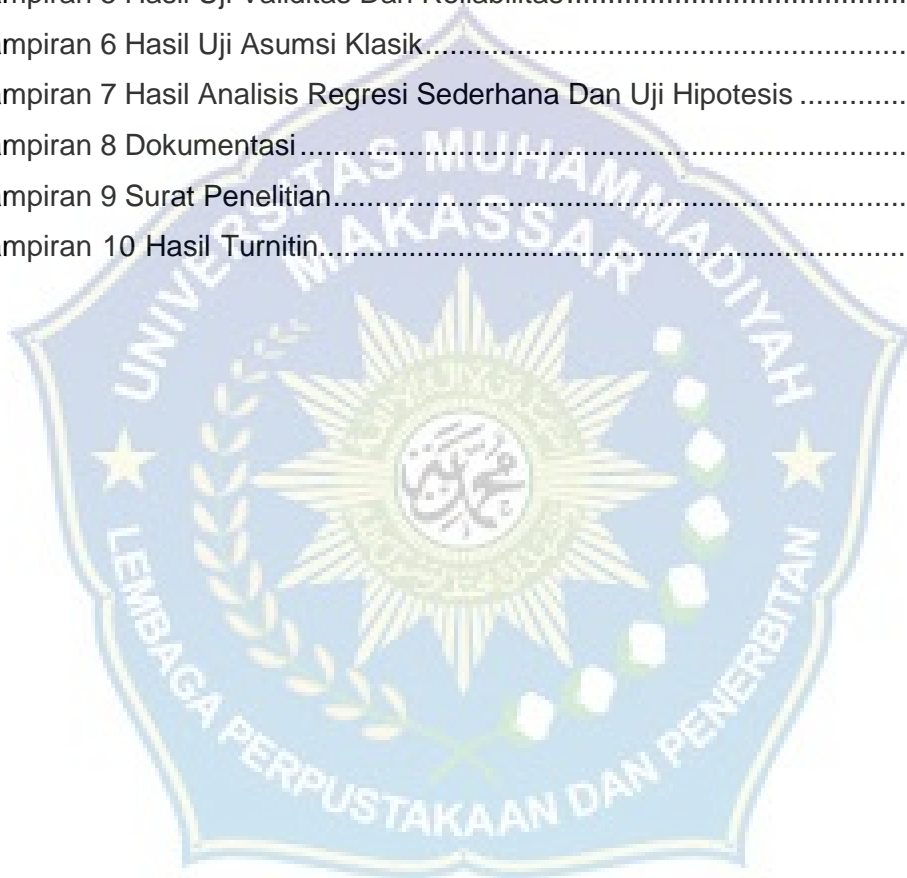 ampiran 5 Hasil Uji Validitas Dan Reliabilitas
ampiran 6 Hasil Uji Asumsi Klasik
ampiran 7 Hasil Analisis Regresi Sederhana Dan Uji Hipotesis
ampiran 8 Dokumentasi
ampiran 9 Surat Penelitian
ampiran 10 Hasil Turnitin
UNIVERSITAS MUHAMMADIYAH
MAKASSAR
LEMBAGA PERPUSTAKAAN DAN PENERBITAN